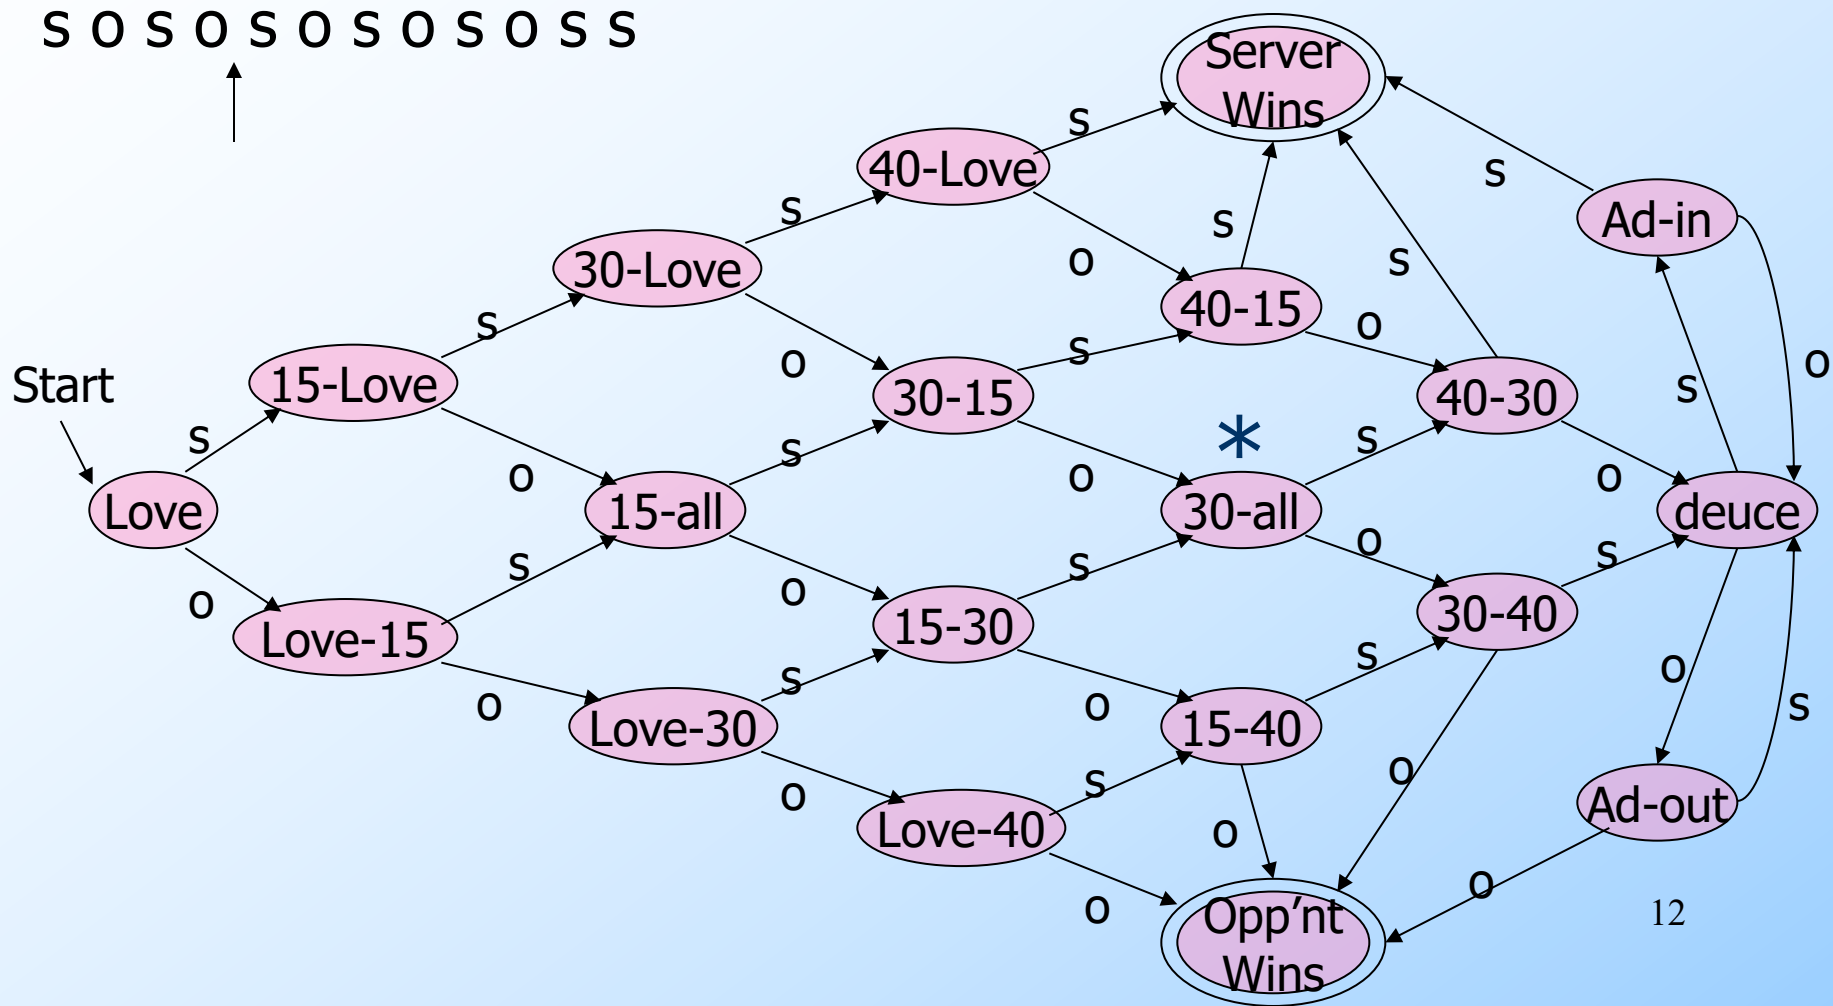 s o s o s o s o s o s s
Server
Wins
s
40-Love
s
s
Ad-in
s
30-Love
o
s
40-15
s
o
o
s
15-Love
o
s
30-15
40-30
s
Start
s
*
s
s
o
o
o
Love
15-all
30-all
deuce
o
s
s
s
o
o
15-30
30-40
Love-15
s
s
o
o
o
s
Love-30
15-40
o
s
o
Ad-out
Love-40
o
o
o
12
Opp’nt
Wins